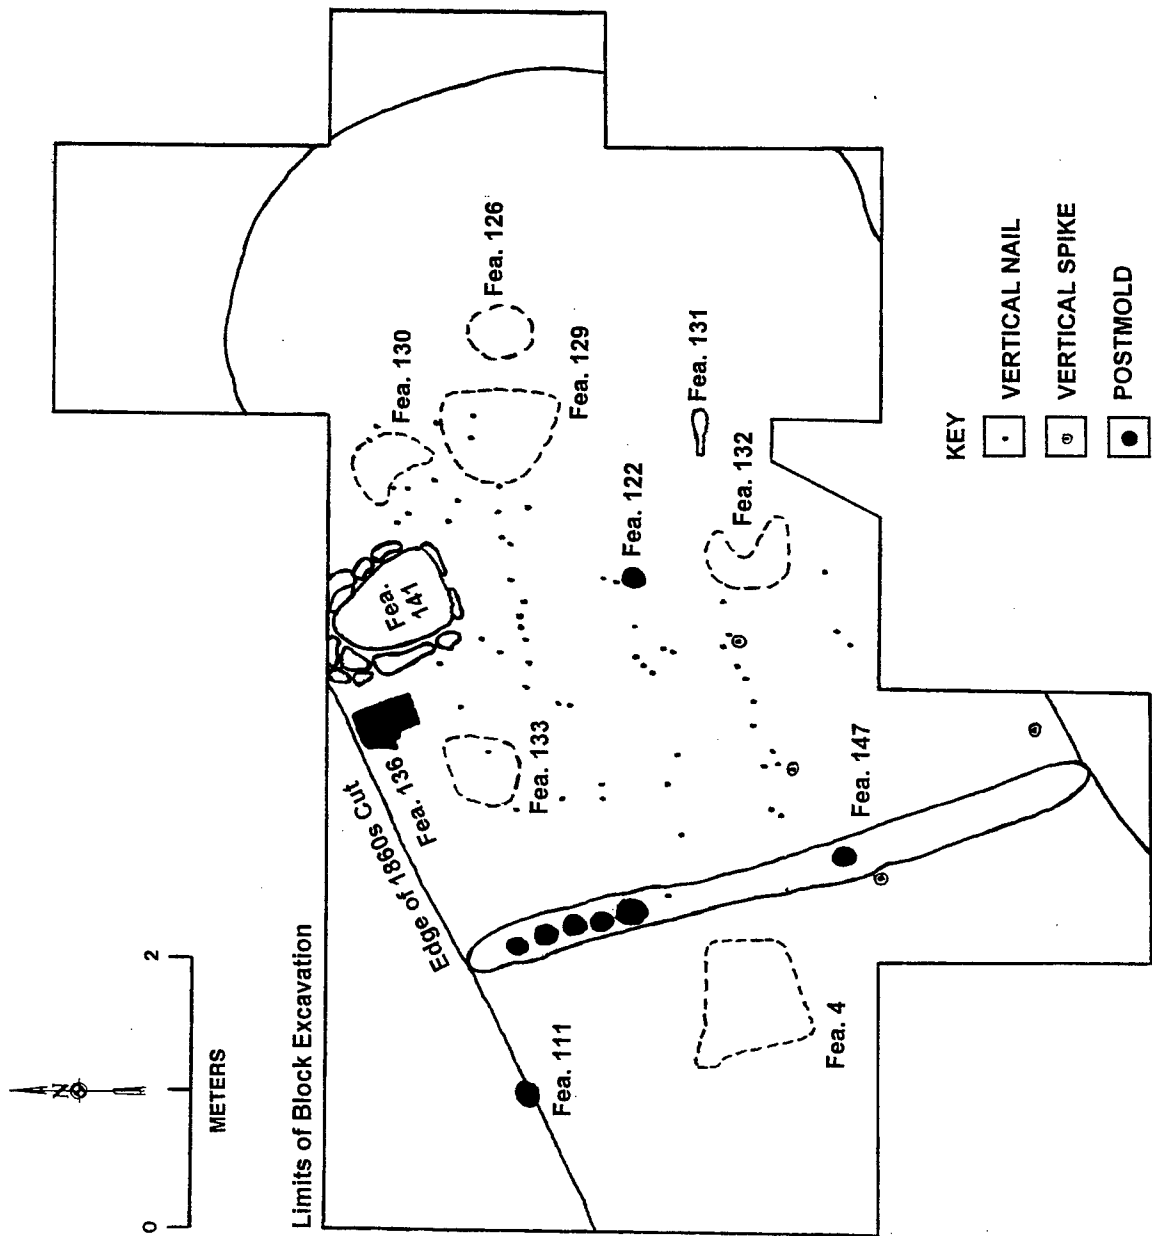 N
0
2
METERS
Limits of Block Excavation
Edge of 1860s Cut
Fea. 111
Fea. 136
Fea. 141
Fea. 133
Fea. 130
Fea. 126
Fea. 129
Fea. 122
Fea. 131
Fea. 132
Fea. 147
Fea. 4
KEY
VERTICAL NAIL
VERTICAL SPIKE
POSTMOLD